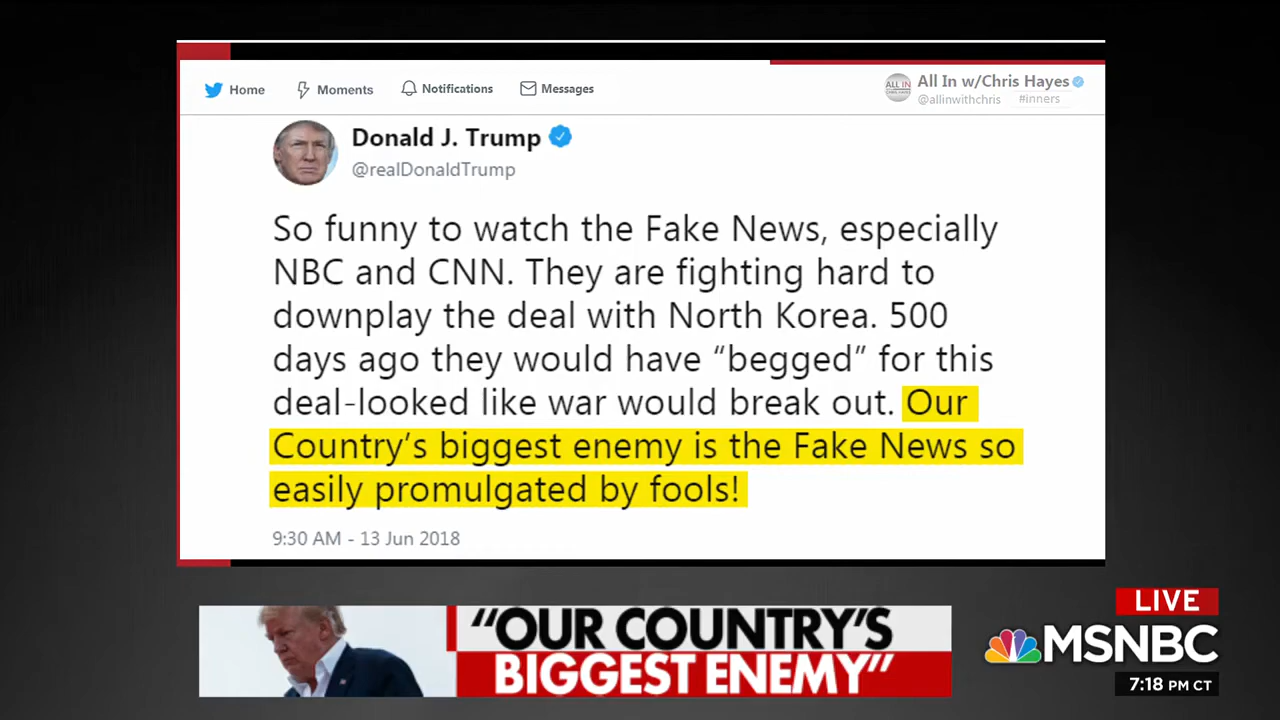 Home
Moments
Notifications
Messages
ALL IN
All In w/Chris Hayes
@allinwithchris #inners
Donald J. Trump
@realDonaldTrump
So funny to watch the Fake News, especially
NBC and CNN. They are fighting hard to
downplay the deal with North Korea. 500
days ago they would have “begged” for this
deal-looked like war would break out. Our
Country’s biggest enemy is the Fake News so
easily promulgated by fools!
9:30 AM - 13 Jun 2018
“OUR COUNTRY’S
BIGGEST ENEMY”
LIVE
MSNBC
7:18 PM CT